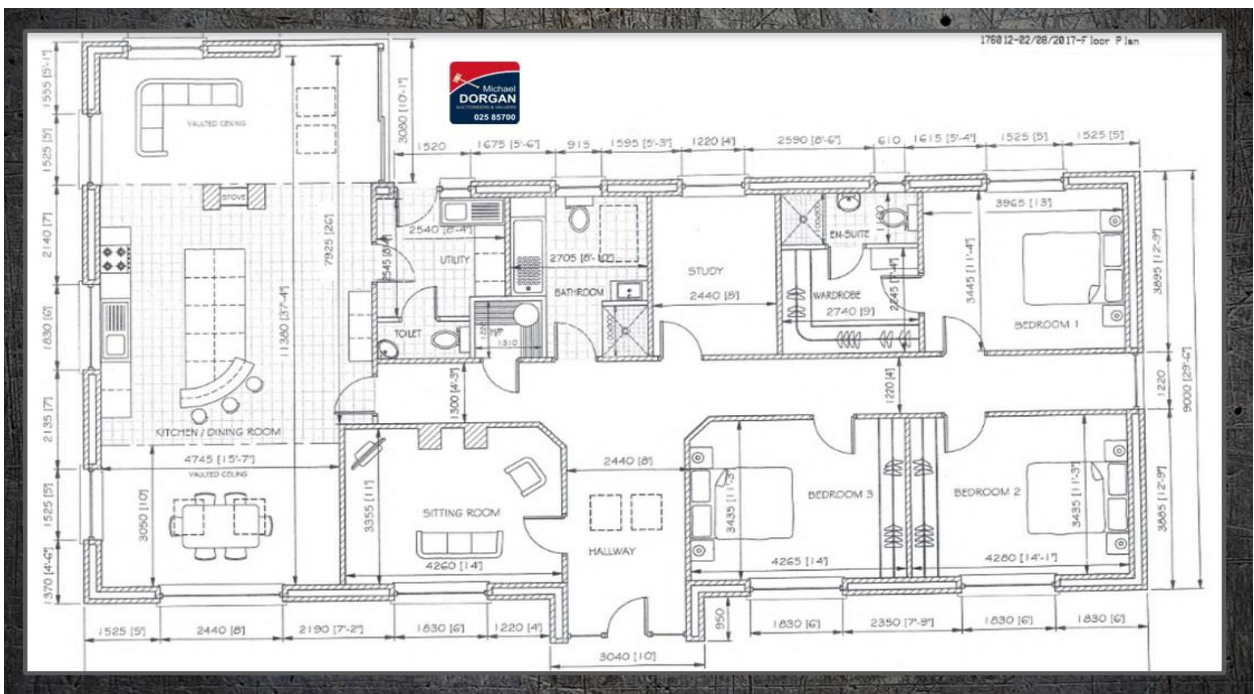 176012-02/08/2017-Floor Plan
Michael
DORGAN
AUCTIONEERS & VALUERS
025 85700
1555 [5'-1"]
1525 [5']
2140 [7']
1830 [6']
2135 [7']
1525 [5']
1370 [4'-6"]
VAULTED CEILING
STOVE
3080 [10'-1"]
7925 [26']
11380 [37'-4"]
KITCHEN / DINING ROOM
4745 [15'-7"]
VAULTED CEILING
3050 [10']
1520
1675 [5'-6"]
915
1595 [5'-3"]
1220 [4']
2590 [8'-6"]
610
1615 [5'-4"]
1525 [5']
1525 [5']
2540 [8'-4"]
UTILITY
TOILET
H/P
1310
2705 [8'-10"]
BATHROOM
STUDY
2440 [8']
EN-SUITE
1100
WARDROBE
2740 [9']
3965 [13']
3445 [11'-4"]
BEDROOM 1
3895 [12'-9"]
1220
9000 [29'-6"]
3885 [12'-9"]
1300 [4'-3"]
1220 [4']
3355 [11']
SITTING ROOM
4260 [14']
2440 [8']
HALLWAY
3435 [11'-3"]
BEDROOM 3
4265 [14']
BEDROOM 2
3435 [11'-3"]
4280 [14'-1"]
1525 [5']
2440 [8']
2190 [7'-2"]
1830 [6']
1220 [4']
3040 [10']
950
1830 [6']
2350 [7'-9"]
1830 [6']
1830 [6']